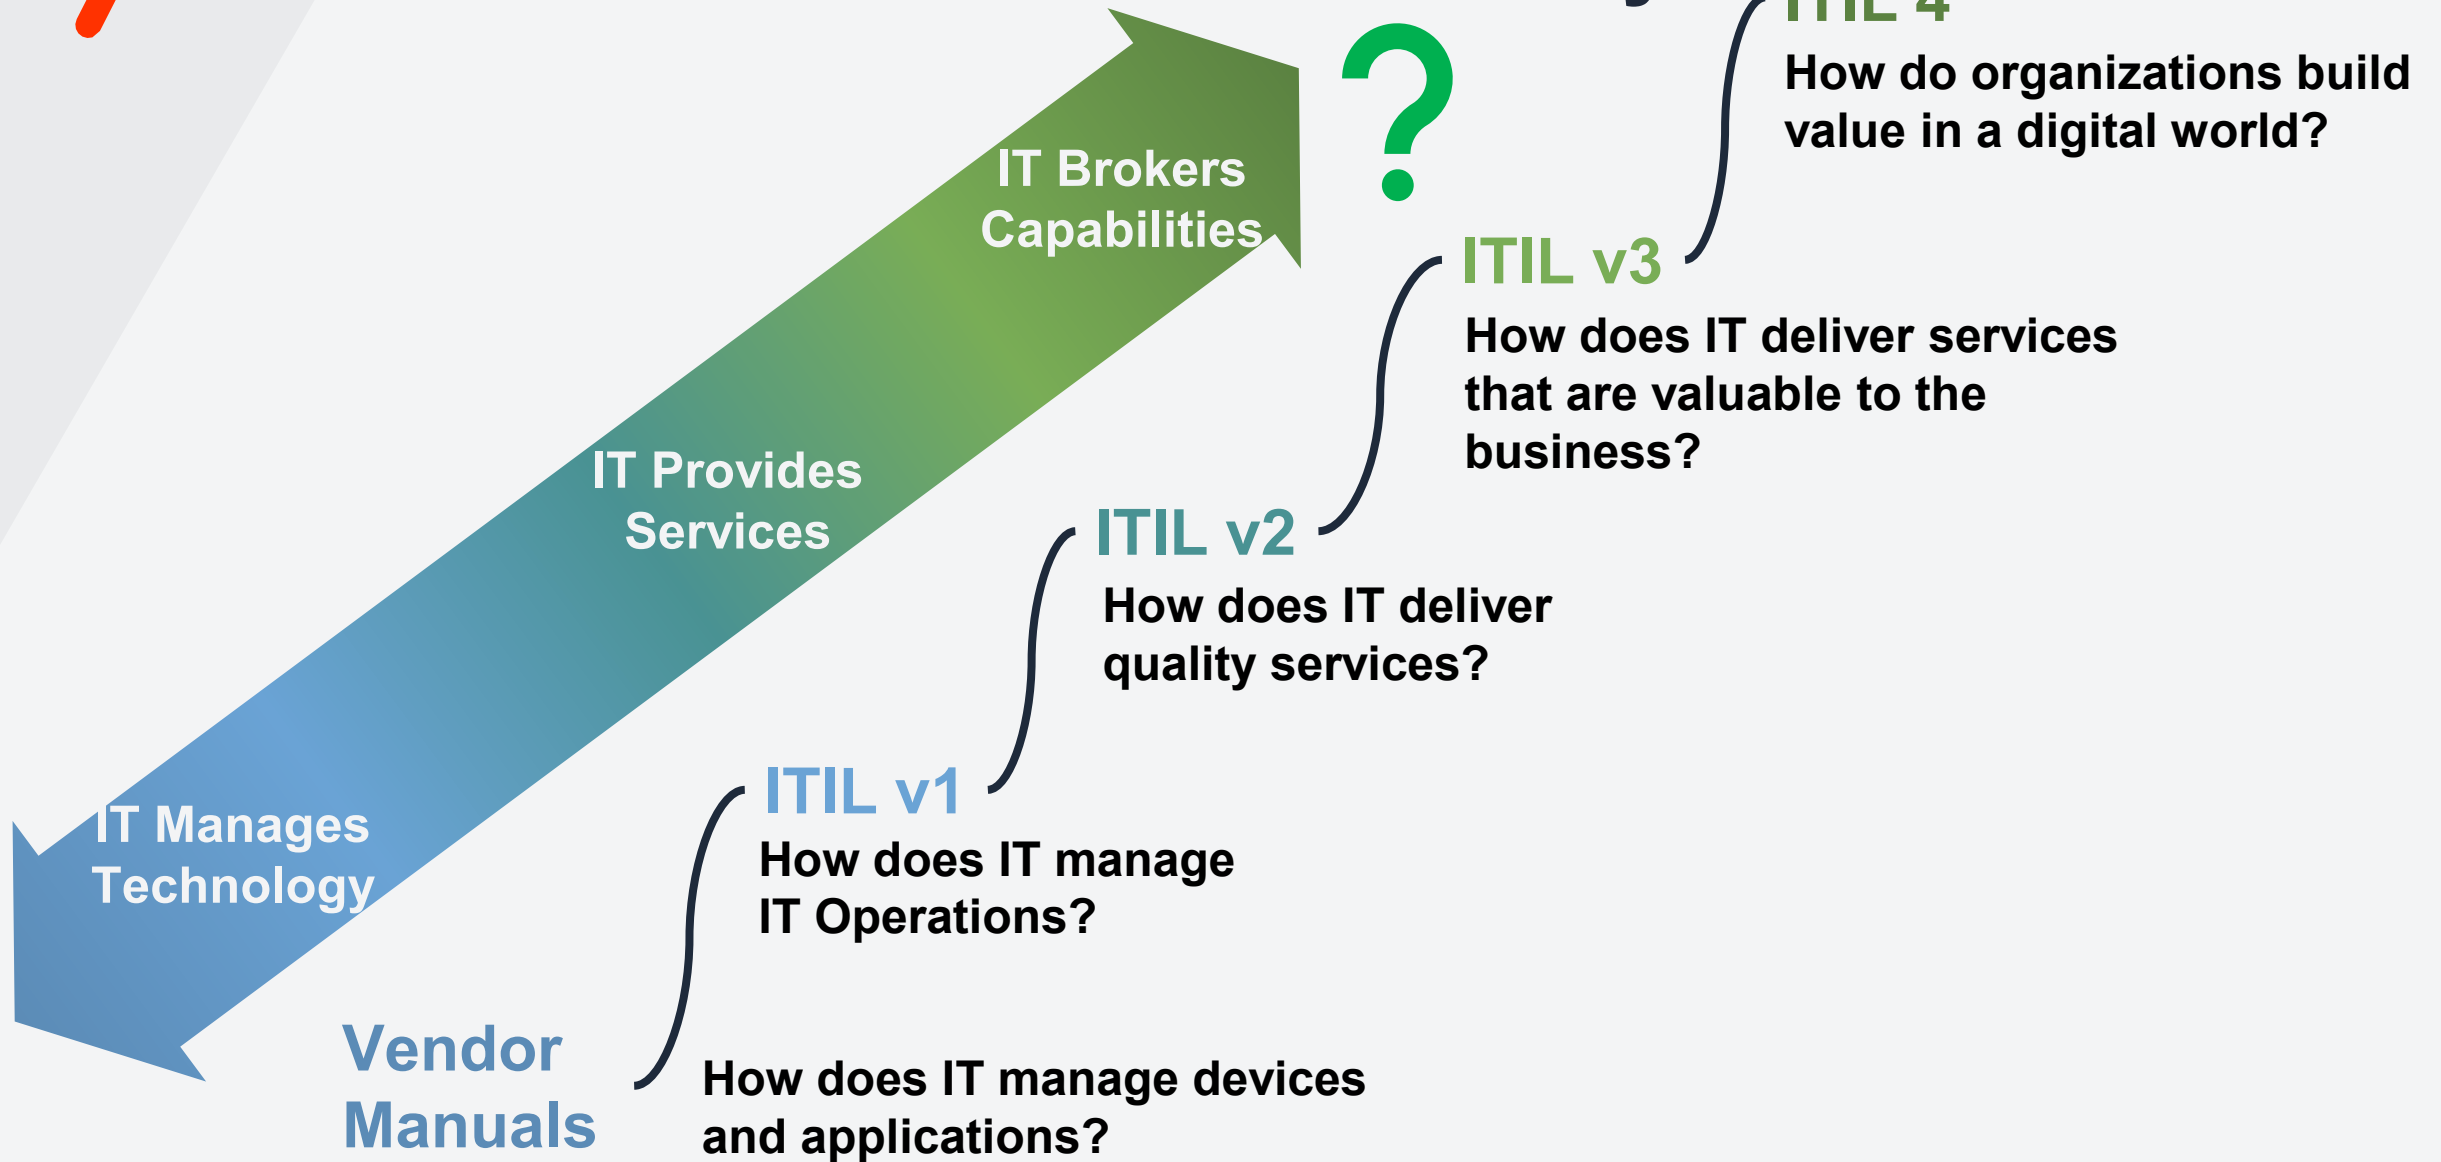 ITIL 4
How do organizations build
value in a digital world?
?
IT Brokers
Capabilities
ITIL v3
How does IT deliver services
that are valuable to the
business?
IT Provides
Services
ITIL v2
How does IT deliver
quality services?
IT Manages
Technology
ITIL v1
How does IT manage
IT Operations?
Vendor
Manuals
How does IT manage devices
and applications?